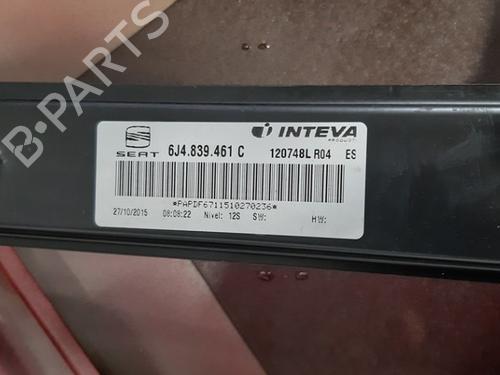 B-PARTS
SEAT
6J4.839.461 C
INTEVA
PRODUCTS
120748L R04 ES
*PAPDF6711510270236*
27/10/2015 08:08:22 Nivel: 12S SW: HW: